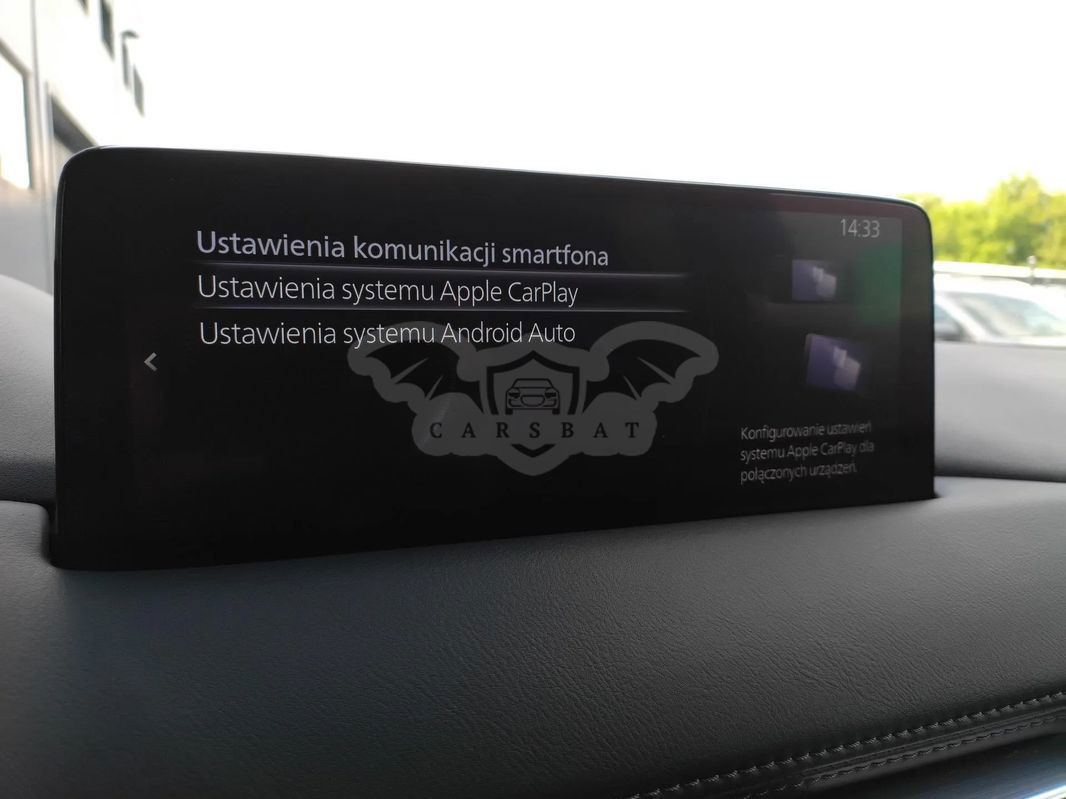 14:33
Ustawienia komunikacji smartfona
Ustawienia systemu Apple CarPlay
Ustawienia systemu Android Auto
CARSBAT
Konfigurowanie ustawień
systemu Apple CarPlay dla
połączonych urządzeń.